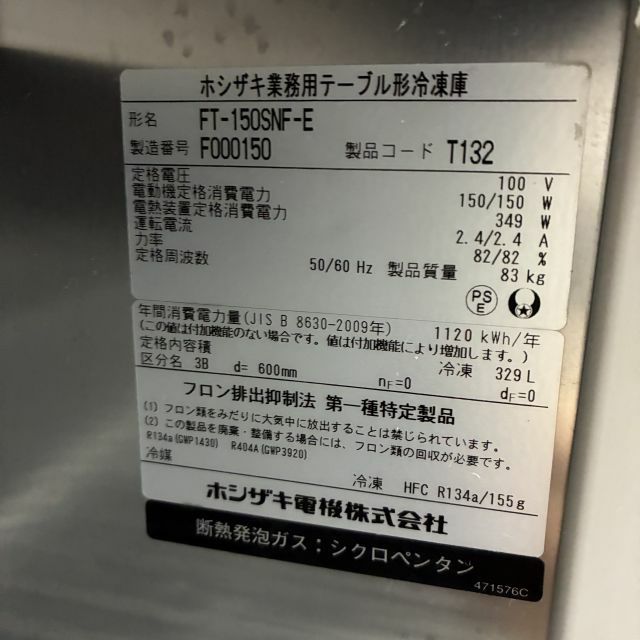 ホシザキ業務用テーブル形冷凍庫
形名 FT-150SNF-E
製造番号 F000150 製品コード T132
定格電圧 100 V
電動機定格消費電力 150/150 W
電熱装置定格消費電力 349 W
運転電流 2.4/2.4 A
力率 82/82 %
定格周波数 50/60 Hz 製品質量 83 kg
PSE
年間消費電力量(JIS B 8630-2009年) 1120 kWh/年
(この値は付加機能のない場合です。値は付加機能により増加します。)
定格内容積 冷凍 329 L
区分名 3B d= 600mm nF=0 dF=0
フロン排出抑制法 第一種特定製品
(1) フロン類をみだりに大気中に放出することは禁じられています。
(2) この製品を廃棄・整備する場合には、フロン類の回収が必要です。
R134a(GWP1430) R404A(GWP3920)
冷媒 冷凍 HFC R134a/155g
ホシザキ電機株式会社
断熱発泡ガス：シクロペンタン
471576C